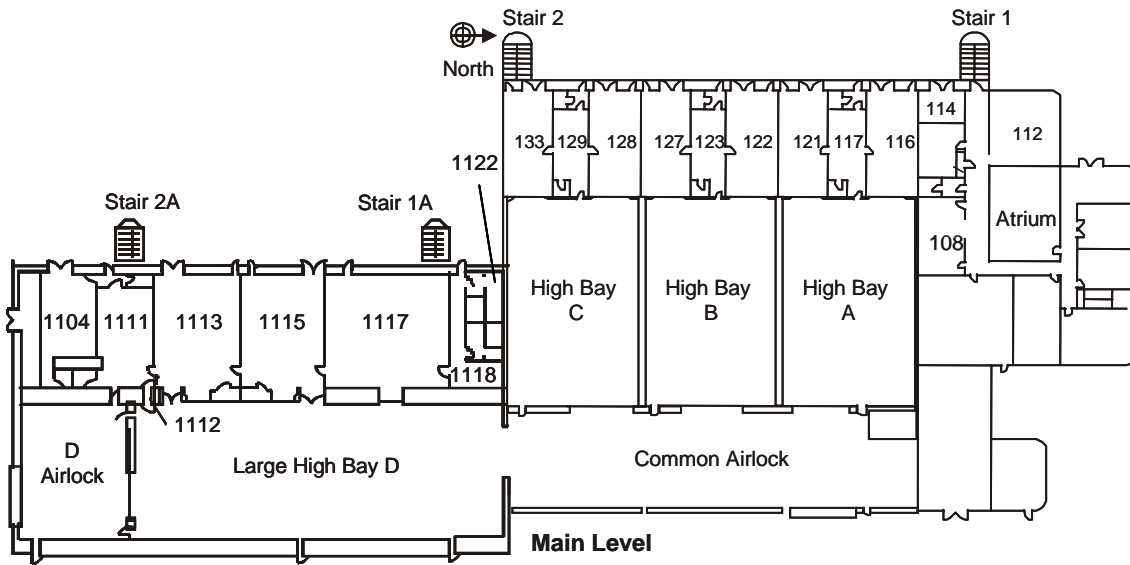 Stair 2
Stair 1
North
114
133
129
128
127
123
122
121
117
116
112
1122
Stair 2A
Stair 1A
Atrium
108
High Bay
C
High Bay
B
High Bay
A
1104
1111
1113
1115
1117
1118
1112
D
Airlock
Large High Bay D
Common Airlock
Main Level